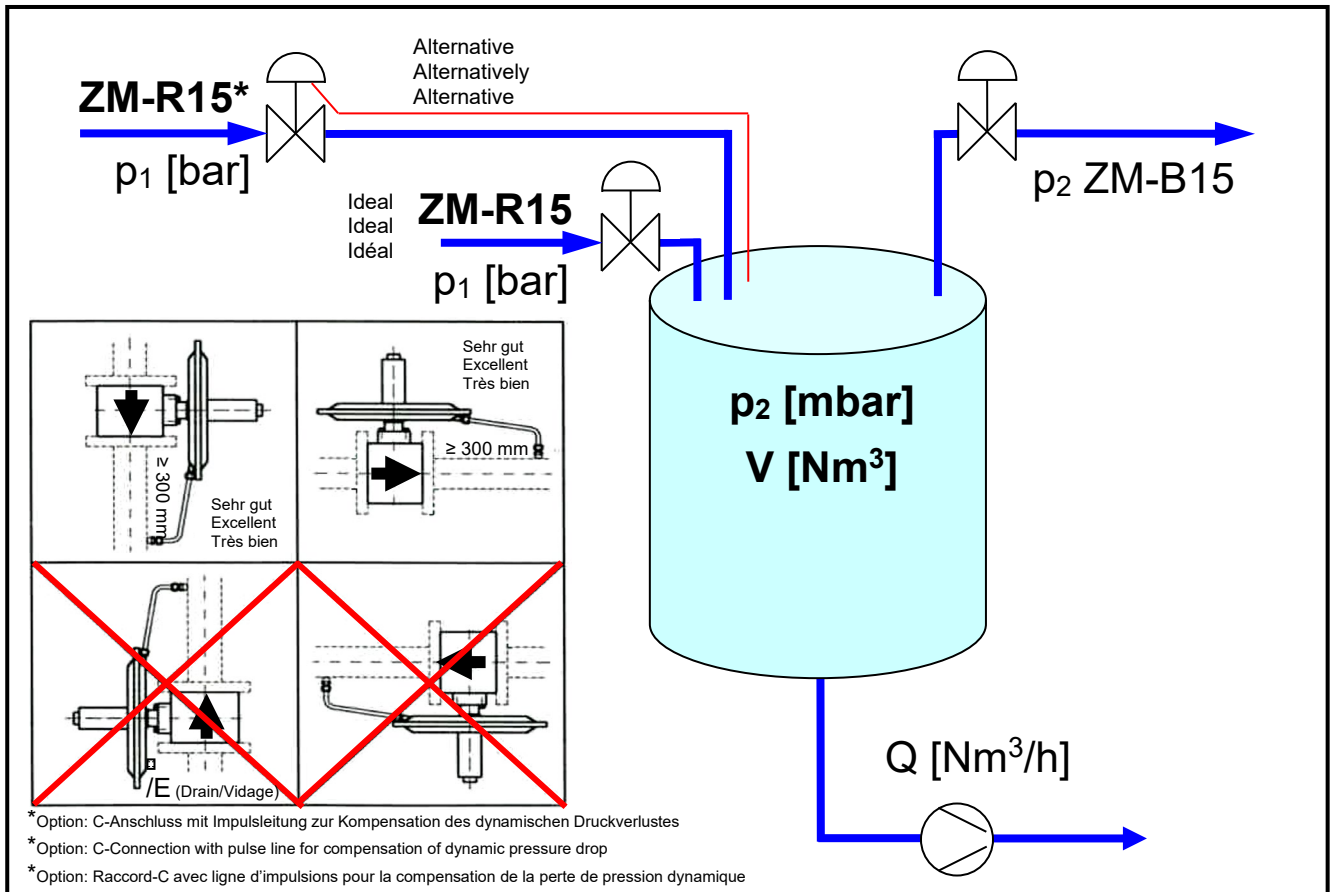 Alternative
Alternatively
Alternative
ZM-R15*
p1 [bar]
p2 ZM-B15
Ideal
Ideal
Idéal
ZM-R15
p1 [bar]
Sehr gut
Excellent
Très bien
≥ 300 mm
≥ 300 mm
Sehr gut
Excellent
Très bien
p2 [mbar]
V [Nm³]
/E (Drain/Vidage)
Q [Nm³/h]
*Option: C-Anschluss mit Impulsleitung zur Kompensation des dynamischen Druckverlustes
*Option: C-Connection with pulse line for compensation of dynamic pressure drop
*Option: Raccord-C avec ligne d'impulsions pour la compensation de la perte de pression dynamique